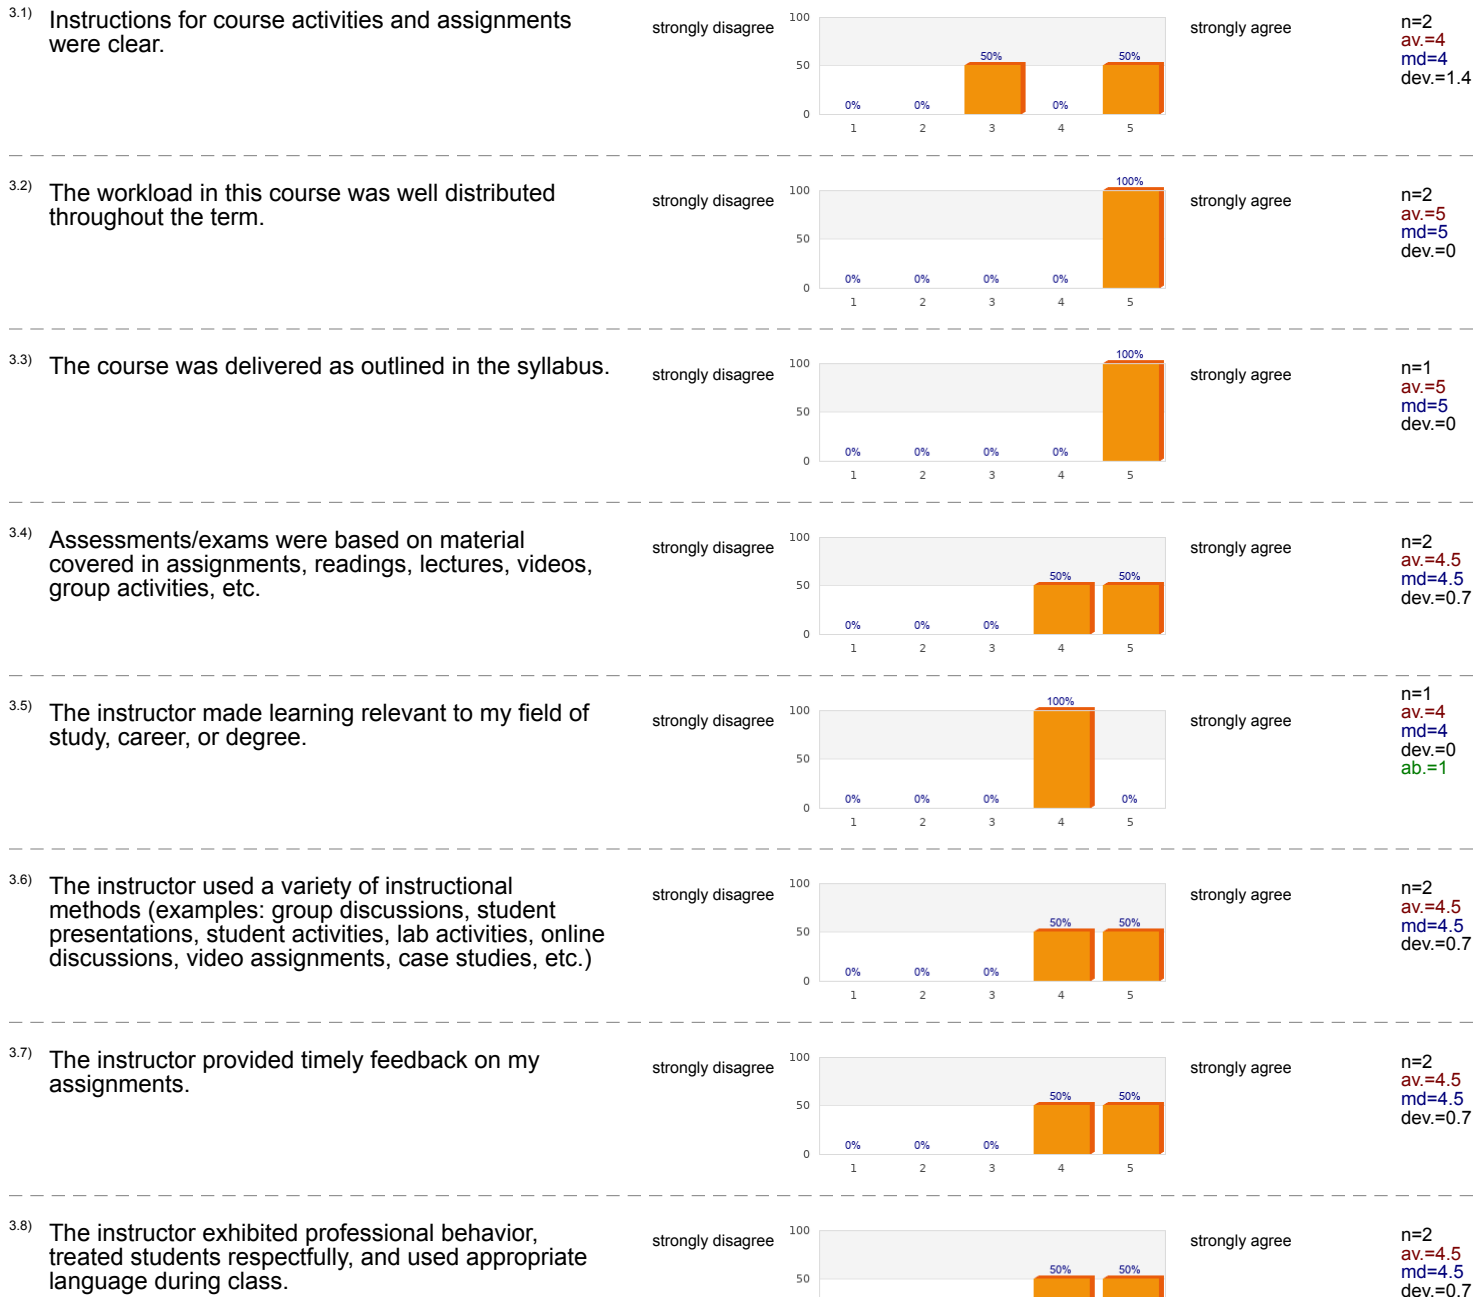 3.1) Instructions for course activities and assignments
were clear.
strongly disagree
100
50
0
0% 0% 50% 0% 50%
1 2 3 4 5
strongly agree
n=2
av.=4
md=4
dev.=1.4
3.2) The workload in this course was well distributed
throughout the term.
strongly disagree
100
50
0
0% 0% 0% 0% 100%
1 2 3 4 5
strongly agree
n=2
av.=5
md=5
dev.=0
3.3) The course was delivered as outlined in the syllabus.
strongly disagree
100
50
0
0% 0% 0% 0% 100%
1 2 3 4 5
strongly agree
n=1
av.=5
md=5
dev.=0
3.4) Assessments/exams were based on material
covered in assignments, readings, lectures, videos,
group activities, etc.
strongly disagree
100
50
0
0% 0% 0% 50% 50%
1 2 3 4 5
strongly agree
n=2
av.=4.5
md=4.5
dev.=0.7
3.5) The instructor made learning relevant to my field of
study, career, or degree.
strongly disagree
100
50
0
0% 0% 0% 100% 0%
1 2 3 4 5
strongly agree
n=1
av.=4
md=4
dev.=0
ab.=1
3.6) The instructor used a variety of instructional
methods (examples: group discussions, student
presentations, student activities, lab activities, online
discussions, video assignments, case studies, etc.)
strongly disagree
100
50
0
0% 0% 0% 50% 50%
1 2 3 4 5
strongly agree
n=2
av.=4.5
md=4.5
dev.=0.7
3.7) The instructor provided timely feedback on my
assignments.
strongly disagree
100
50
0
0% 0% 0% 50% 50%
1 2 3 4 5
strongly agree
n=2
av.=4.5
md=4.5
dev.=0.7
3.8) The instructor exhibited professional behavior,
treated students respectfully, and used appropriate
language during class.
strongly disagree
100
50
50% 50%
strongly agree
n=2
av.=4.5
md=4.5
dev.=0.7